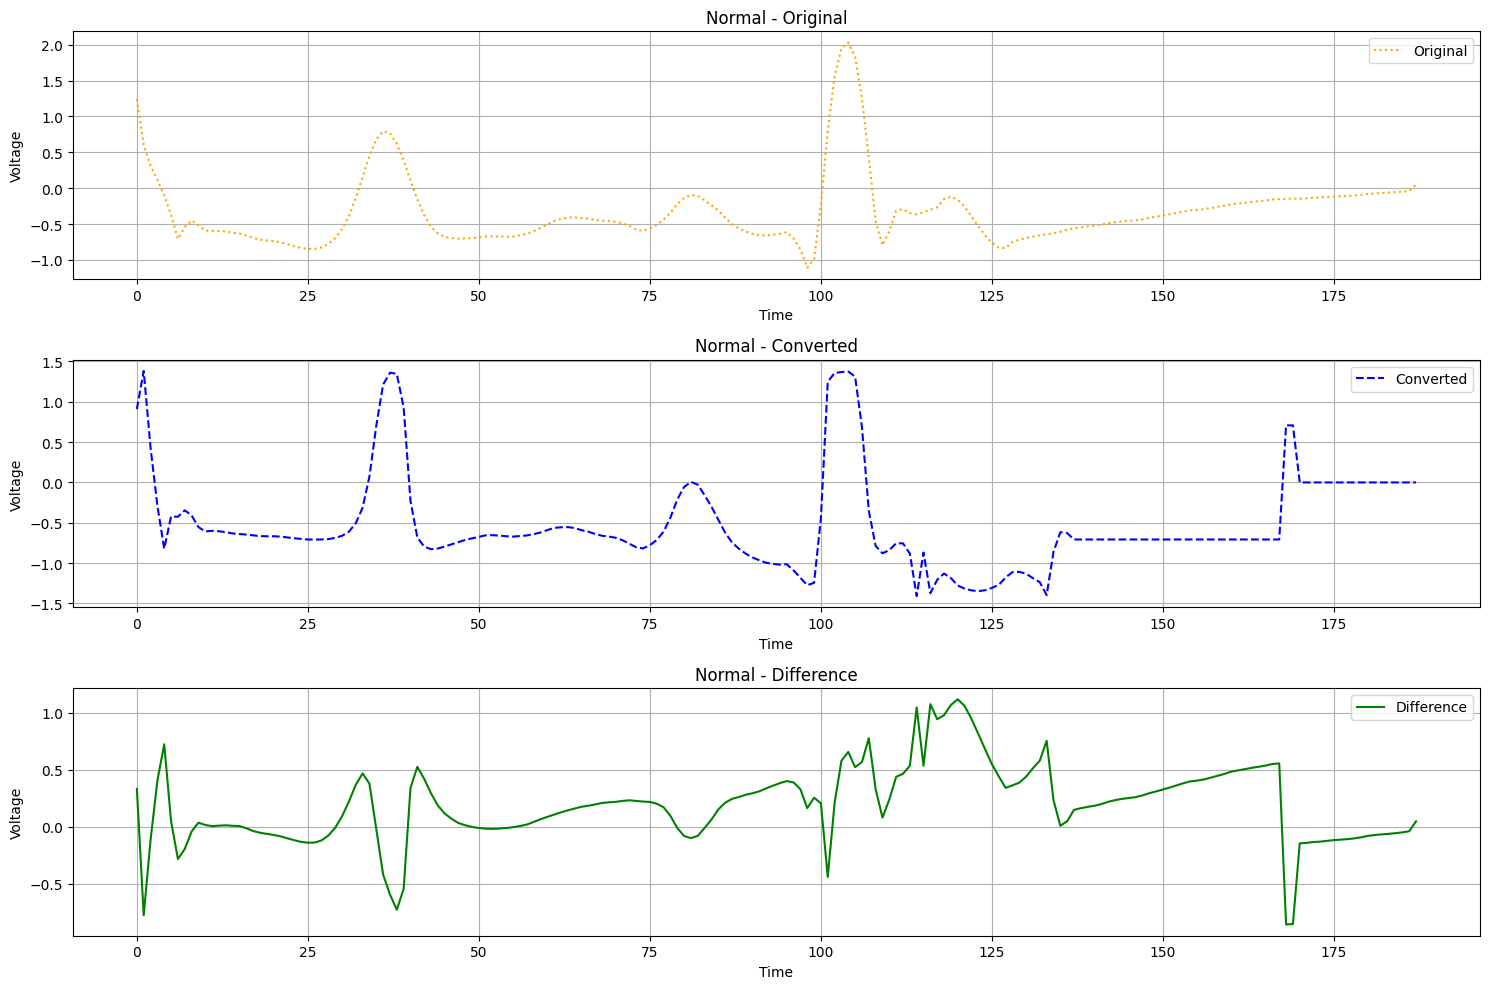 Normal - Original
Voltage
2.0
1.5
1.0
0.5
0.0
−0.5
−1.0
Original
0 25 50 75 100 125 150 175
Time
Normal - Converted
Voltage
1.5
1.0
0.5
0.0
−0.5
−1.0
−1.5
Converted
0 25 50 75 100 125 150 175
Time
Normal - Difference
Voltage
1.0
0.5
0.0
−0.5
Difference
0 25 50 75 100 125 150 175
Time